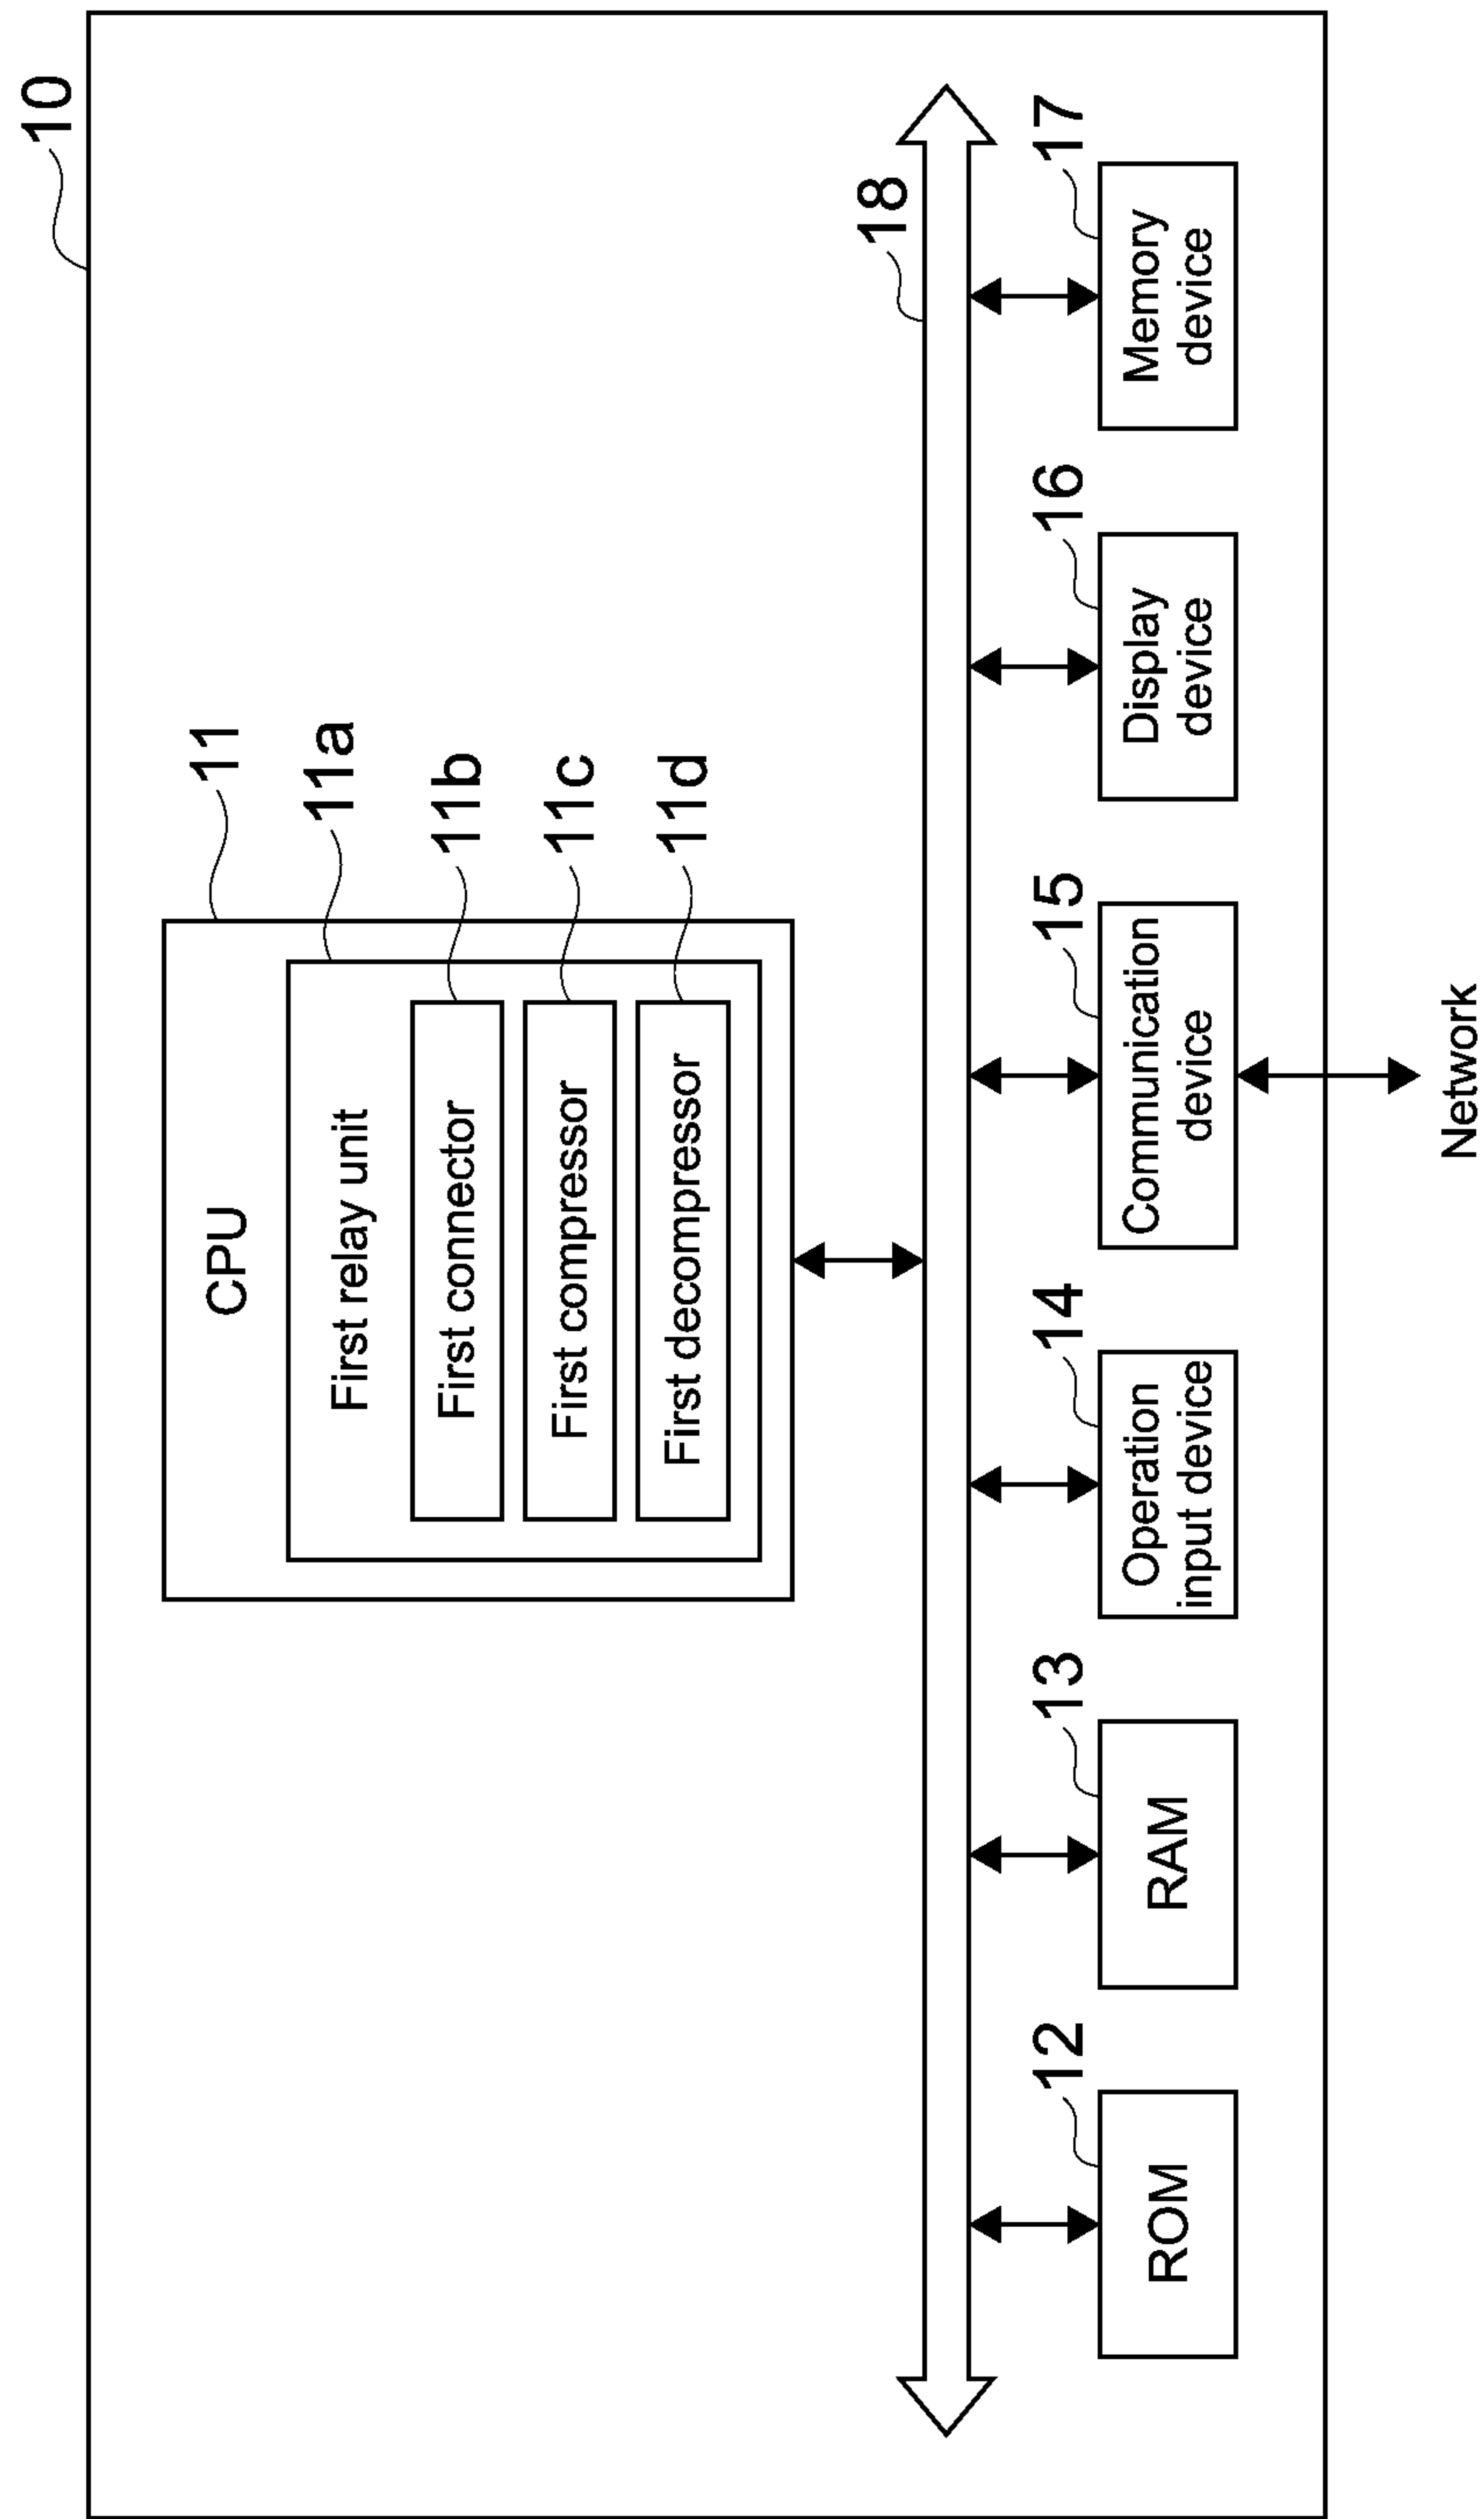 10
11
CPU
11a
First relay unit
11b
First connector
11c
First compressor
11d
First decompressor
18
12
ROM
13
RAM
14
Operation
input device
15
Communication
device
16
Display
device
17
Memory
device
Network